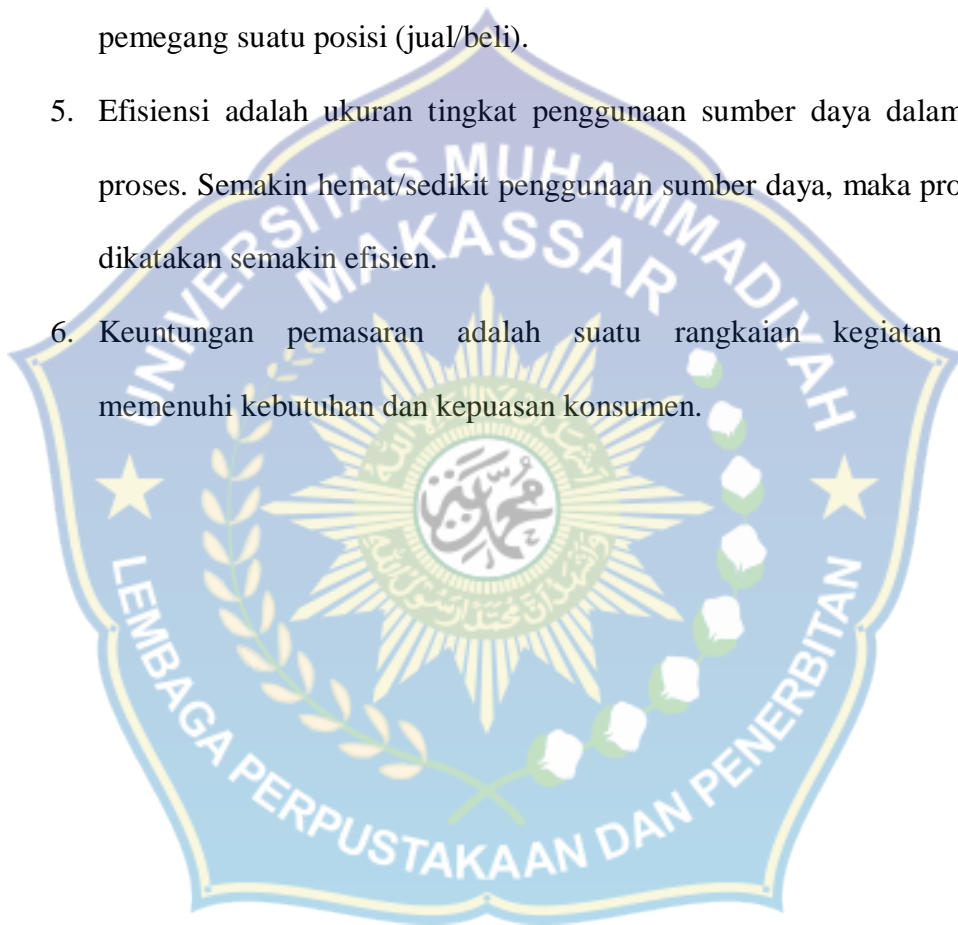 pemegang suatu posisi (jual/beli).
5. Efisiensi adalah ukuran tingkat penggunaan sumber daya dalam
proses. Semakin hemat/sedikit penggunaan sumber daya, maka pro
dikatakan semakin efisien.
6. Keuntungan pemasaran adalah suatu rangkaian kegiatan
memenuhi kebutuhan dan kepuasan konsumen.
UNIVERSITAS MUHAMMADIYAH
MAKASSAR
محمد
LEMBAGA PERPUSTAKAAN DAN PENERBITAN